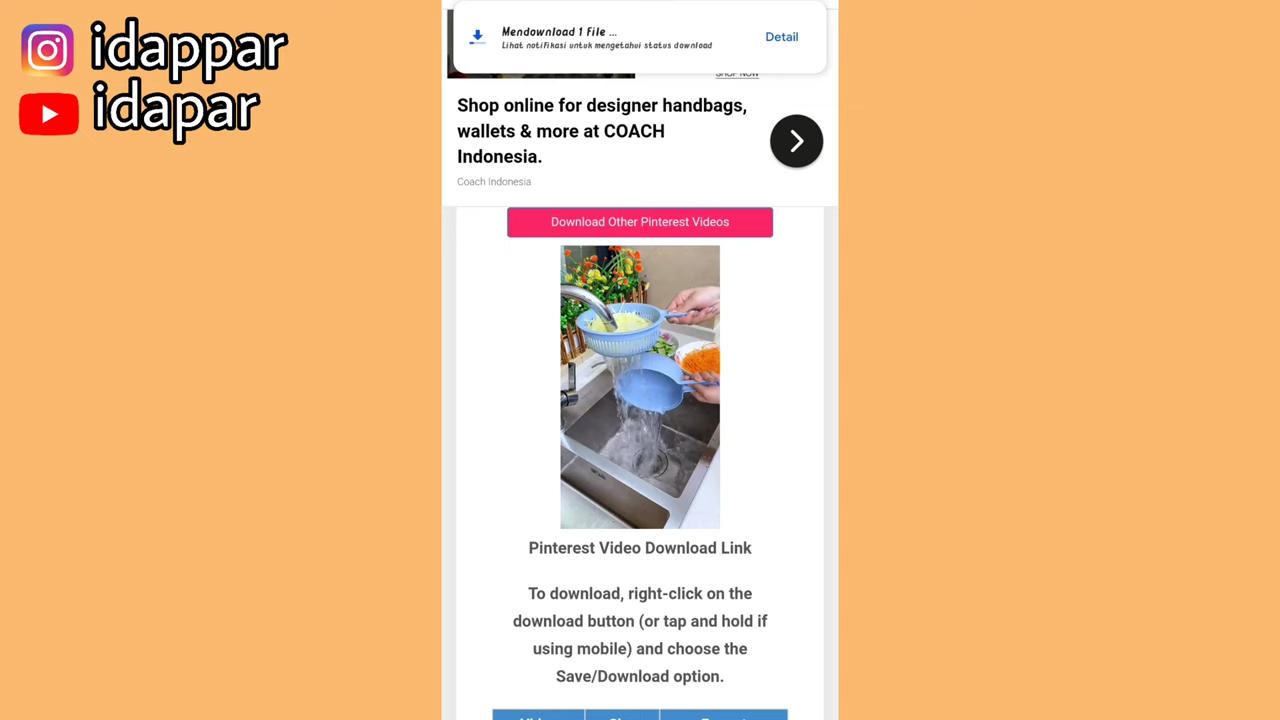 idappar
idapar
Mendownload 1 File ...
Lihat notifikasi untuk mengetahui status download
Detail
SHOP NOW
Shop online for designer handbags,
wallets & more at COACH
Indonesia.
Coach Indonesia
Download Other Pinterest Videos
Pinterest Video Download Link
To download, right-click on the
download button (or tap and hold if
using mobile) and choose the
Save/Download option.